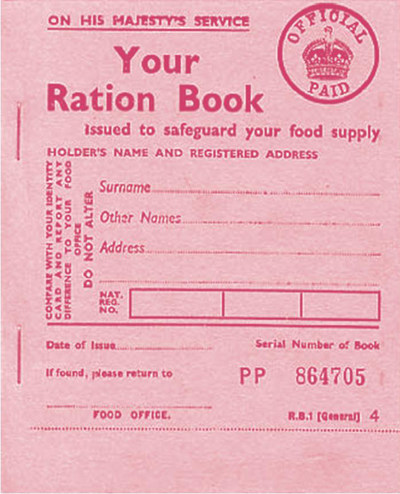 ON HIS MAJESTY'S SERVICE
OFFICIAL
PAID
Your
Ration Book
Issued to safeguard your food supply
HOLDER'S NAME AND REGISTERED ADDRESS
COMPARE WITH YOUR IDENTITY
CARD AND REPORT ANY
DIFFERENCE TO YOUR FOOD
OFFICE
DO NOT ALTER
Surname
Other Names
Address
NAT.
REG.
NO.
Date of Issue
Serial Number of Book
If found, please return to
PP 864705
FOOD OFFICE.
R.B.1 [General] 4